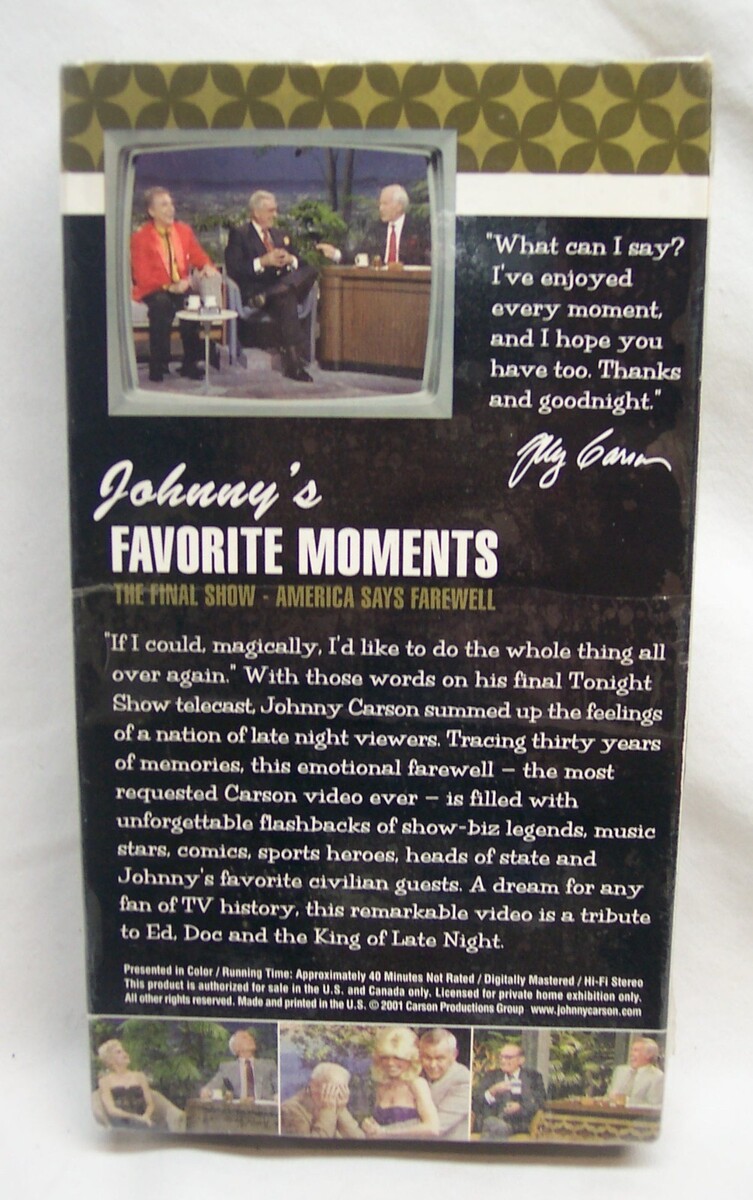 "What can I say?
I've enjoyed
every moment,
and I hope you
have too. Thanks
and goodnight."
Johnny's
FAVORITE MOMENTS
THE FINAL SHOW - AMERICA SAYS FAREWELL
"If I could, magically, I'd like to do the whole thing all
over again." With those words on his final Tonight
Show telecast, Johnny Carson summed up the feelings
of a nation of late night viewers. Tracing thirty years
of memories, this emotional farewell – the most
requested Carson video ever – is filled with
unforgettable flashbacks of show-biz legends, music
stars, comics, sports heroes, heads of state and
Johnny's favorite civilian guests. A dream for any
fan of TV history, this remarkable video is a tribute
to Ed, Doc and the King of Late Night.
Presented in Color / Running Time: Approximately 40 Minutes Not Rated / Digitally Mastered / Hi-Fi Stereo
This product is authorized for sale in the U.S. and Canada only. Licensed for private home exhibition only.
All other rights reserved. Made and printed in the U.S. © 2001 Carson Productions Group www.johnnycarson.com